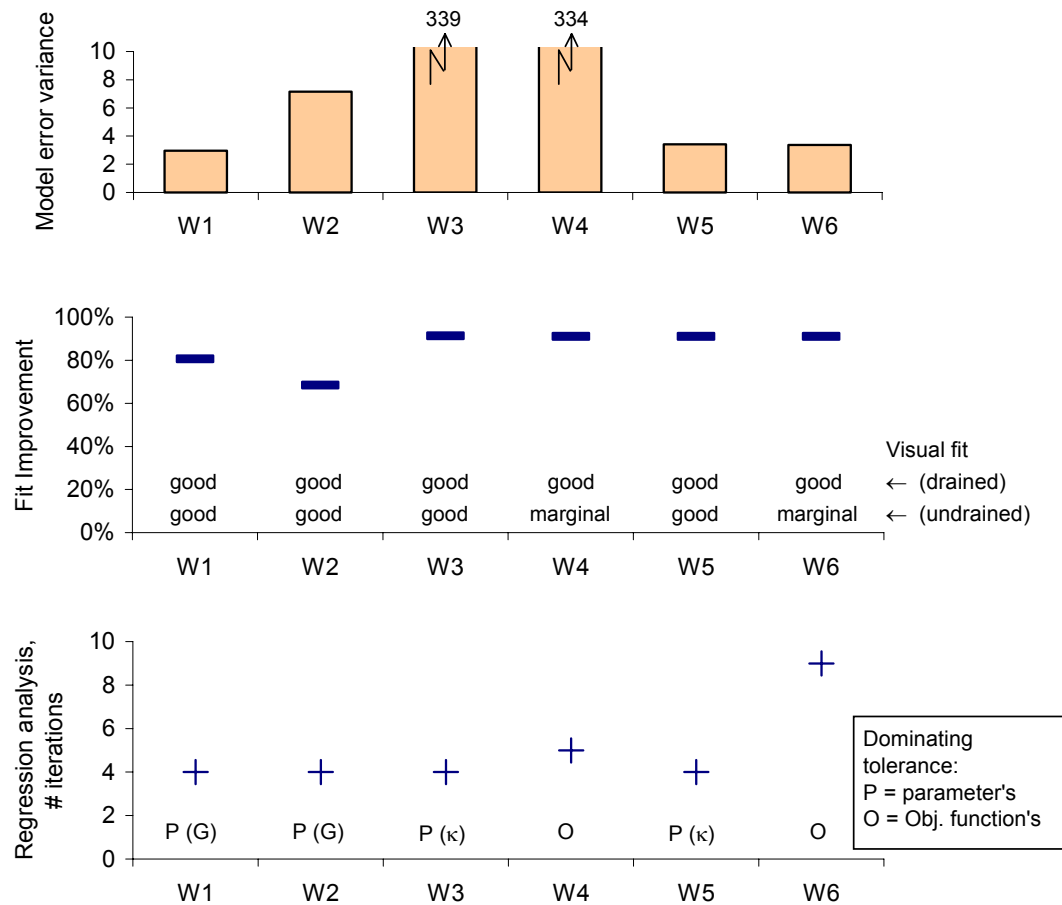 339 334
Model error variance
10
8
6
4
2
0
W1 W2 W3 W4 W5 W6
Fit Improvement
100%
80%
60%
40%
20%
0%
Visual fit
good good good good good good ← (drained)
good good good marginal good marginal ← (undrained)
W1 W2 W3 W4 W5 W6
Regression analysis,
# iterations
10
8
6
4
2
0
P (G) P (G) P (κ) O P (κ) O
W1 W2 W3 W4 W5 W6
Dominating
tolerance:
P = parameter's
O = Obj. function's